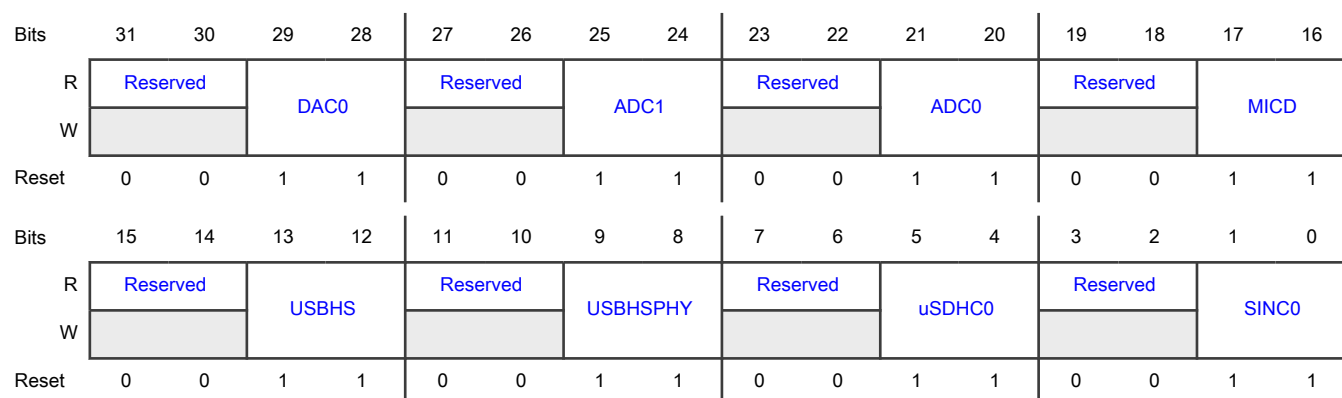 Bits 31 30 29 28 27 26 25 24 23 22 21 20 19 18 17 16
R Reserved Reserved Reserved Reserved
DAC0 ADC1 ADC0 MICD
W
Reset 0 0 1 1 0 0 1 1 0 0 1 1 0 0 1 1
Bits 15 14 13 12 11 10 9 8 7 6 5 4 3 2 1 0
R Reserved Reserved Reserved Reserved
USBHS USBHSPHY uSDHC0 SINC0
W
Reset 0 0 1 1 0 0 1 1 0 0 1 1 0 0 1 1